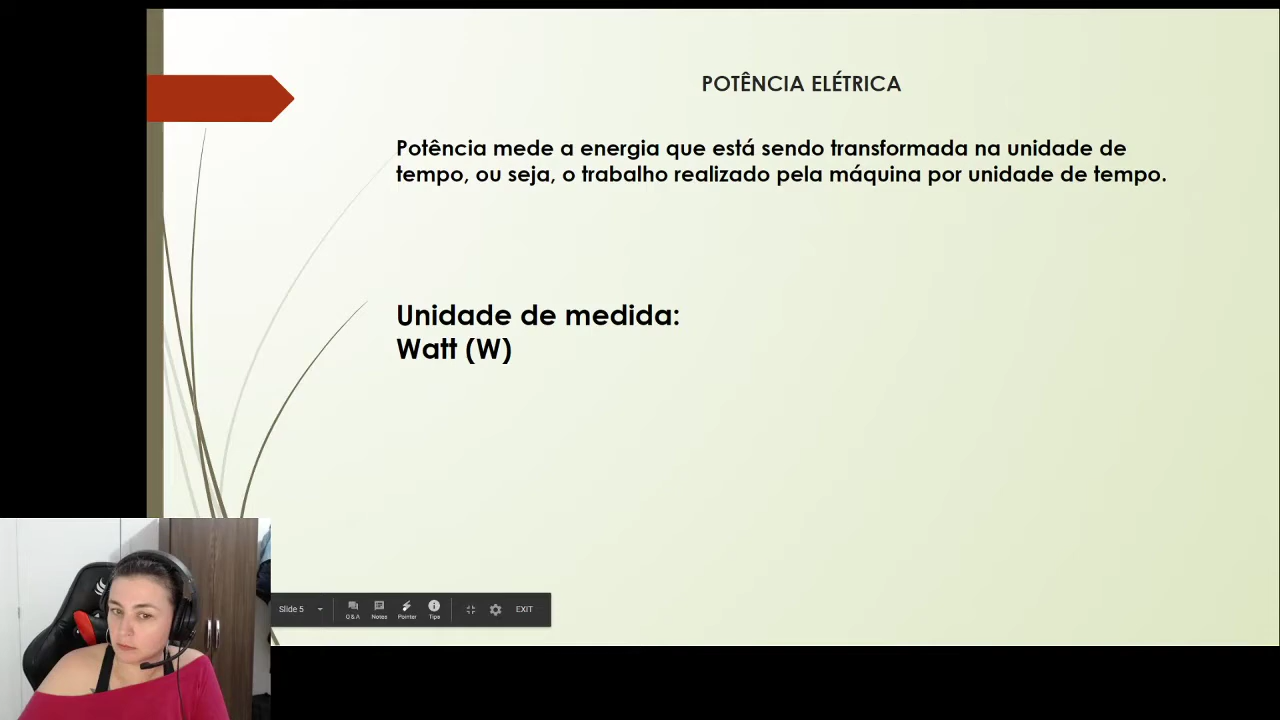 POTÊNCIA ELÉTRICA
Potência mede a energia que está sendo transformada na unidade de
tempo, ou seja, o trabalho realizado pela máquina por unidade de tempo.
Unidade de medida:
Watt (W)
Slide 5
Q&A
Notes
Pointer
Tips
EXIT